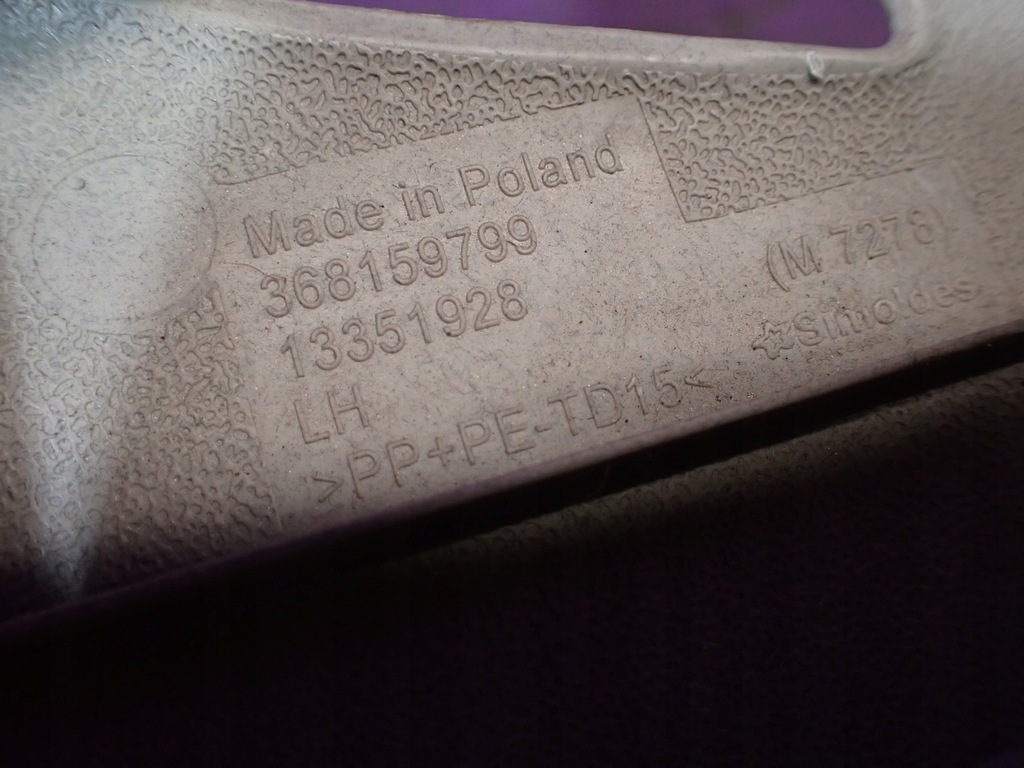 Made in Poland
368159799
13351928
LH
>PP+PE-TD15<
(M 7278)
Simoldes